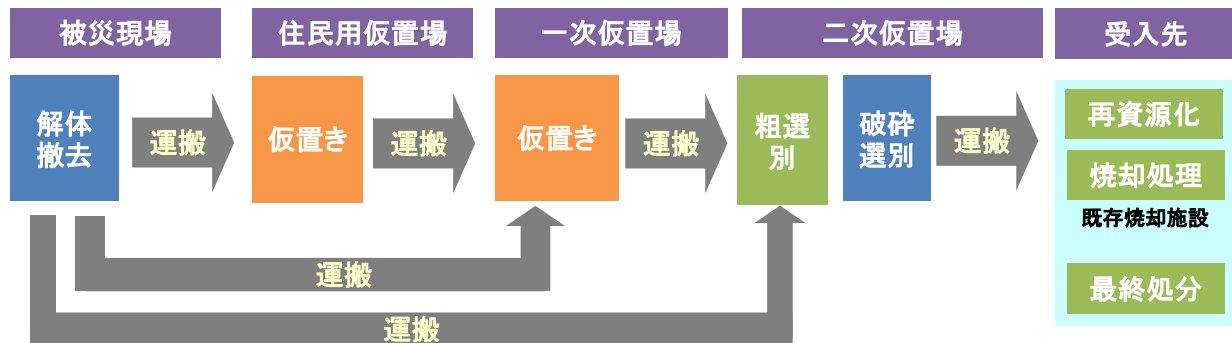 被災現場
住民用仮置場
一次仮置場
二次仮置場
受入先
解体
撤去
運搬
仮置き
運搬
仮置き
運搬
粗選
別
破砕
選別
運搬
再資源化
焼却処理
既存焼却施設
最終処分
運搬
運搬